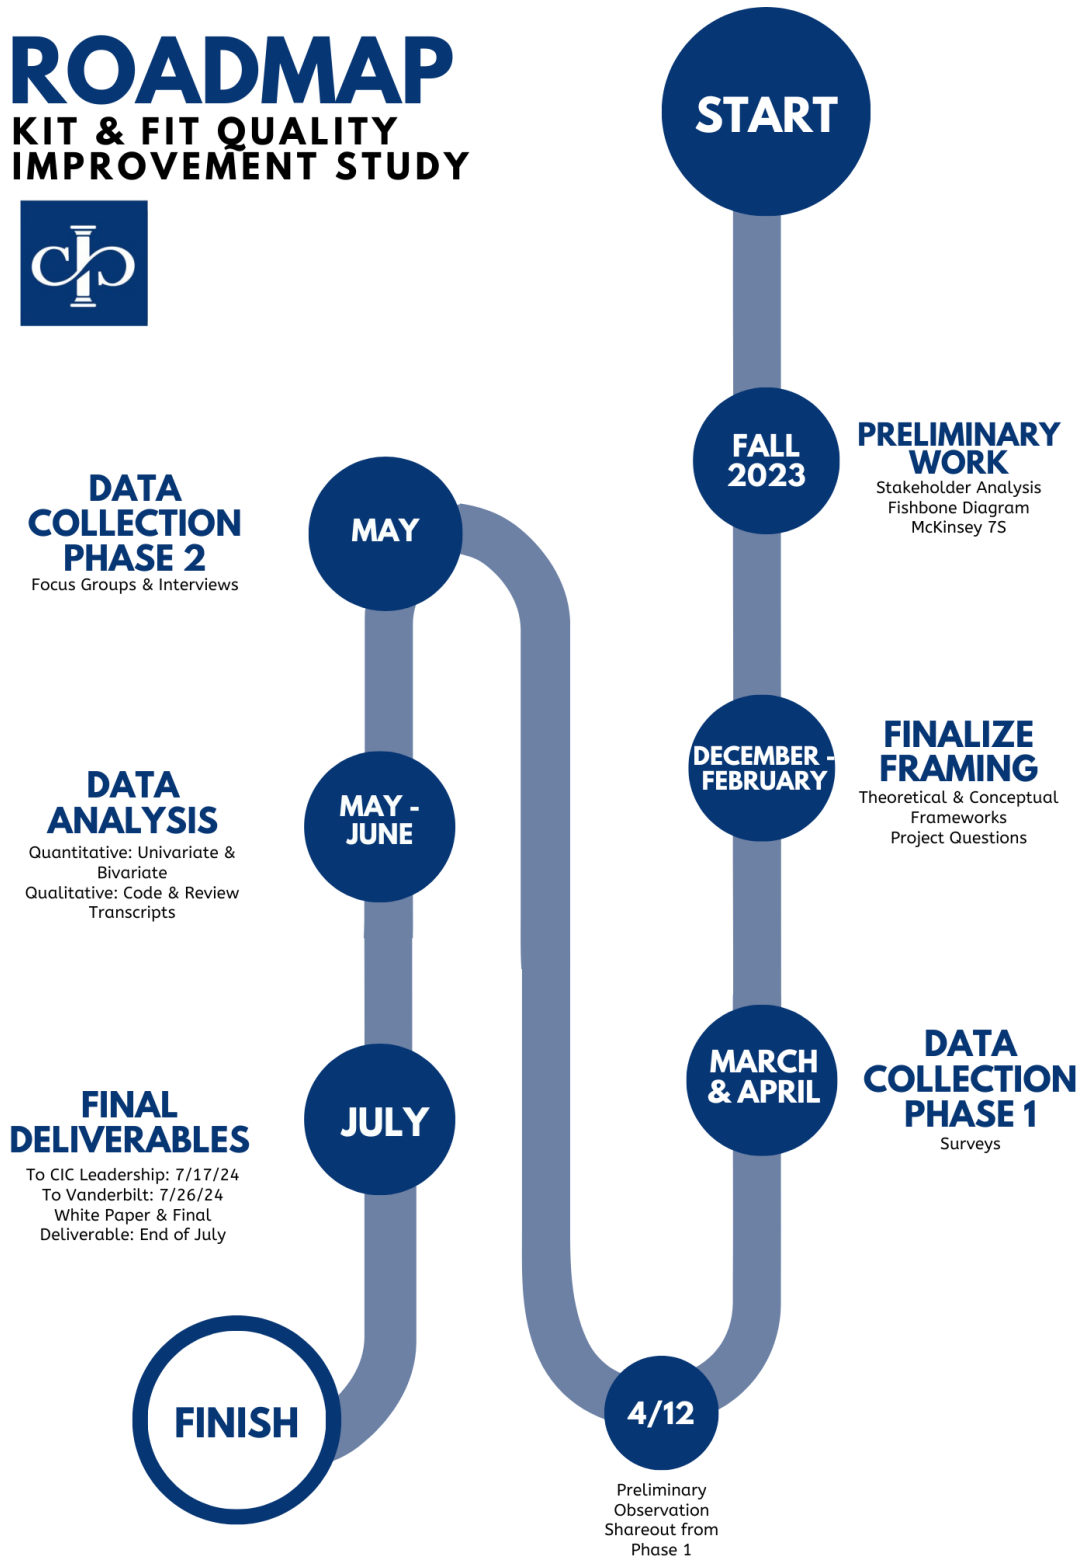 ROADMAP
KIT & FIT QUALITY
IMPROVEMENT STUDY
START
FALL
2023
PRELIMINARY
WORK
Stakeholder Analysis
Fishbone Diagram
McKinsey 7S
DECEMBER -
FEBRUARY
FINALIZE
FRAMING
Theoretical & Conceptual
Frameworks
Project Questions
MARCH
& APRIL
DATA
COLLECTION
PHASE 1
Surveys
4/12
Preliminary
Observation
Shareout from
Phase 1
MAY
DATA
COLLECTION
PHASE 2
Focus Groups & Interviews
MAY -
JUNE
DATA
ANALYSIS
Quantitative: Univariate &
Bivariate
Qualitative: Code & Review
Transcripts
JULY
FINAL
DELIVERABLES
To CIC Leadership: 7/17/24
To Vanderbilt: 7/26/24
White Paper & Final
Deliverable: End of July
FINISH